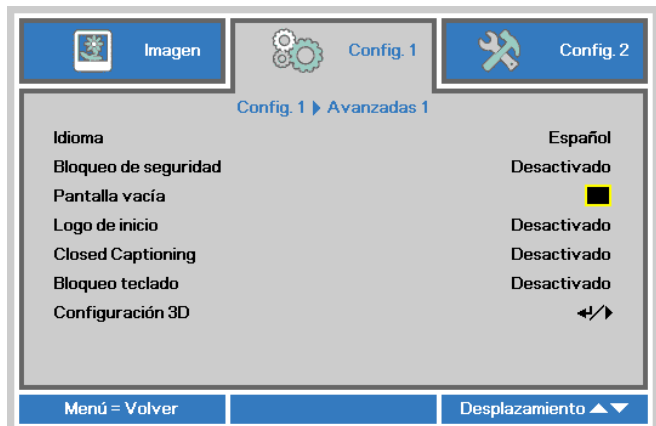 Imagen
Config. 1
Config. 2
Config. 1 Avanzadas 1
Idioma Español
Bloqueo de seguridad Desactivado
Pantalla vacía
Logo de inicio Desactivado
Closed Captioning Desactivado
Bloqueo teclado Desactivado
Configuración 3D
Menú = Volver
Desplazamiento